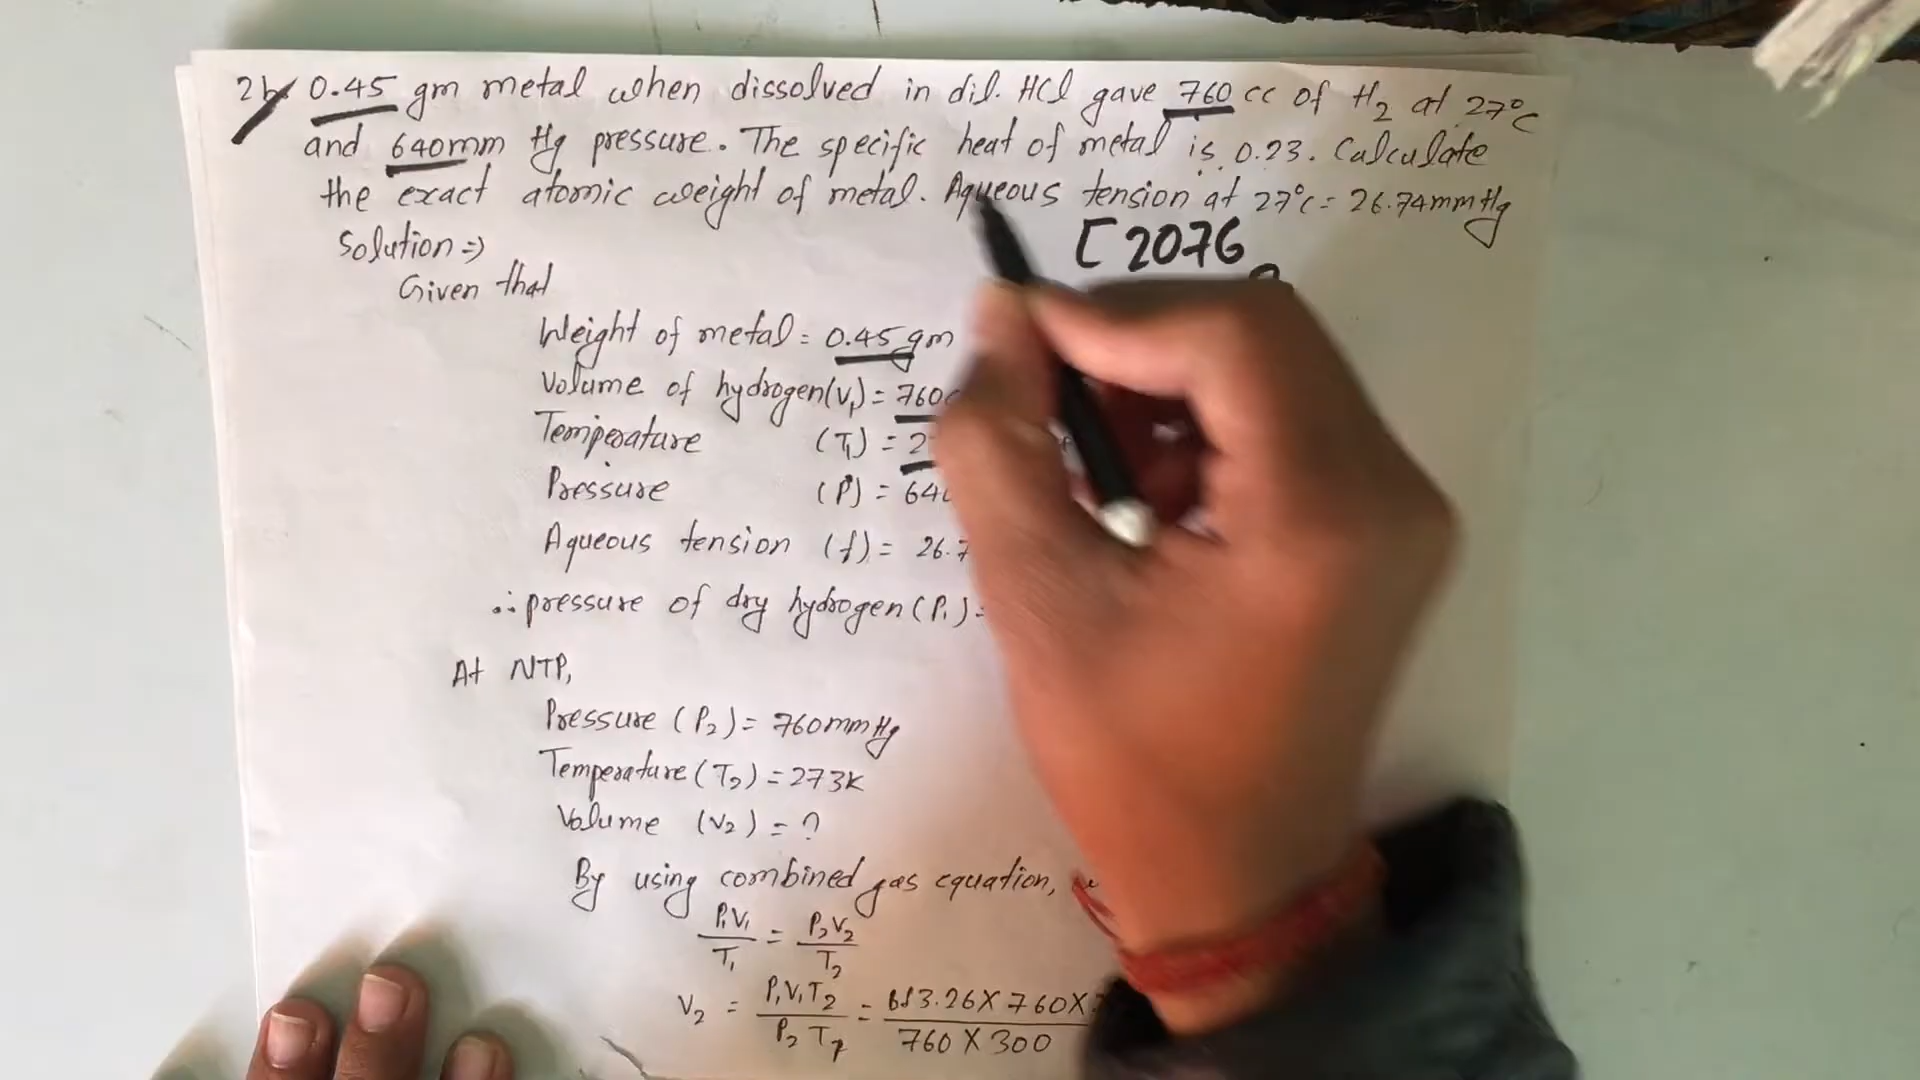 2b 0.45 gm metal when dissolved in dil. HCl gave 760 cc of H2 at 27°C
and 640mm Hg pressure. The specific heat of metal is 0.23. Calculate
the exact atomic weight of metal. Aqueous tension at 27°C = 26.74mmHg
[2076
Solution =>
Given that
Weight of metal = 0.45 gm
Volume of hydrogen (V1) = 760
Temperature (T1) = 2
Pressure (P) = 640
Aqueous tension (f) = 26.7
∴ pressure of dry hydrogen (P1) =
At NTP,
Pressure (P2) = 760mmHg
Temperature (T2) = 273K
Volume (V2) = ?
By using combined gas equation,
P1V1/T1 = P2V2/T2
V2 = P1V1T2/P2T1 = 613.26 X 760 X/760 X 300